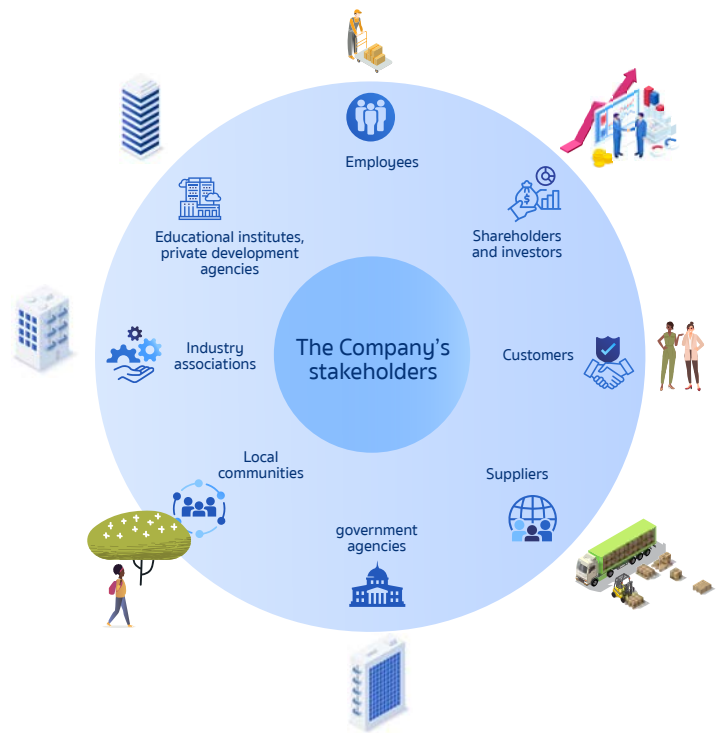 Employees
Educational institutes,
private development
agencies
Shareholders
and investors
Industry
associations
The Company's
stakeholders
Customers
Local
communities
Suppliers
government
agencies